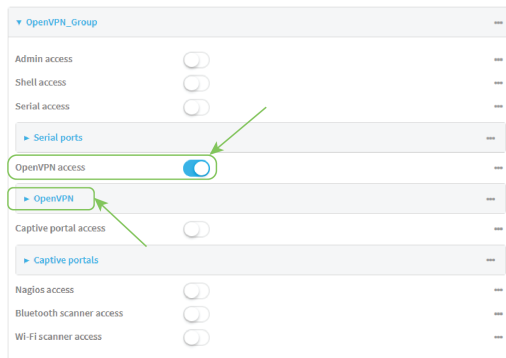 OpenVPN_Group
Admin access
Shell access
Serial access
Serial ports
OpenVPN access
OpenVPN
Captive portal access
Captive portals
Nagios access
Bluetooth scanner access
Wi-Fi scanner access